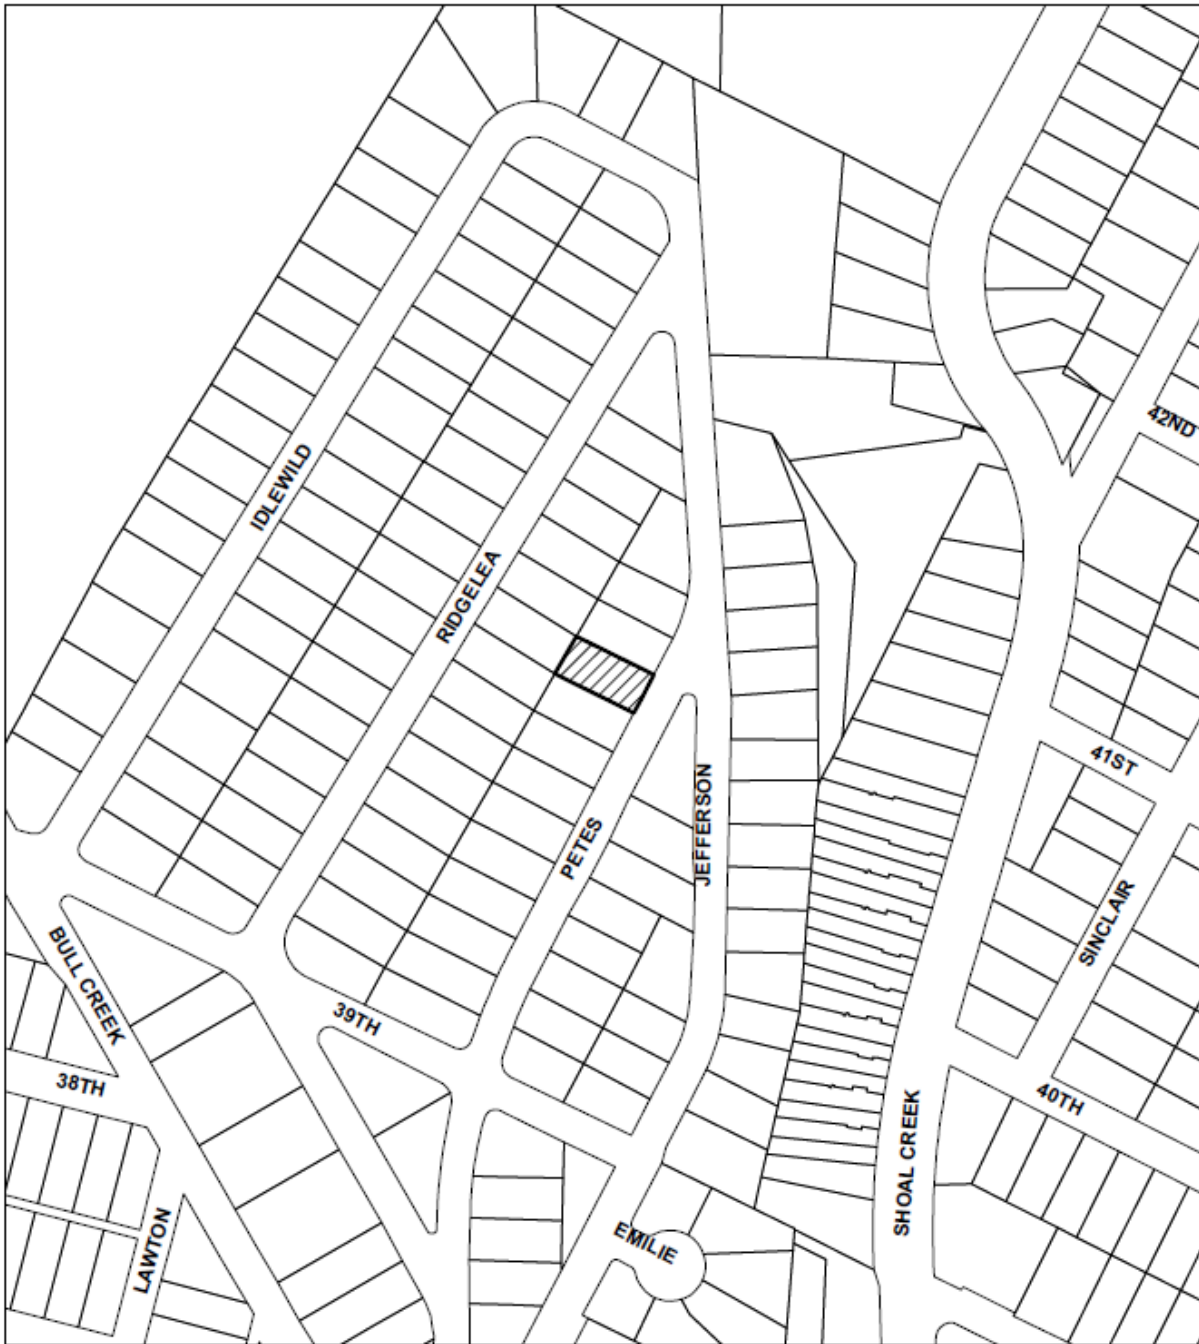 42ND
IDLEWILD
RIDGELEA
41ST
JEFFERSON
PETES
SINCLAIR
BULL CREEK
39TH
38TH
40TH
SHOAL CREEK
EMILIE
LAWTON